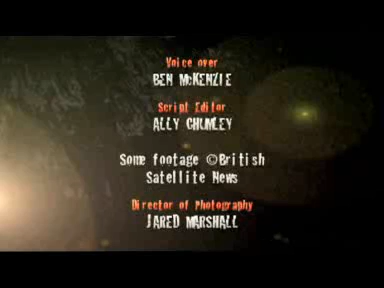 Voice over
BEN McKENZIE
Script Editor
ALLY CHUMLEY
Some footage ©British
Satellite News
Director of Photography
JARED MARSHALL